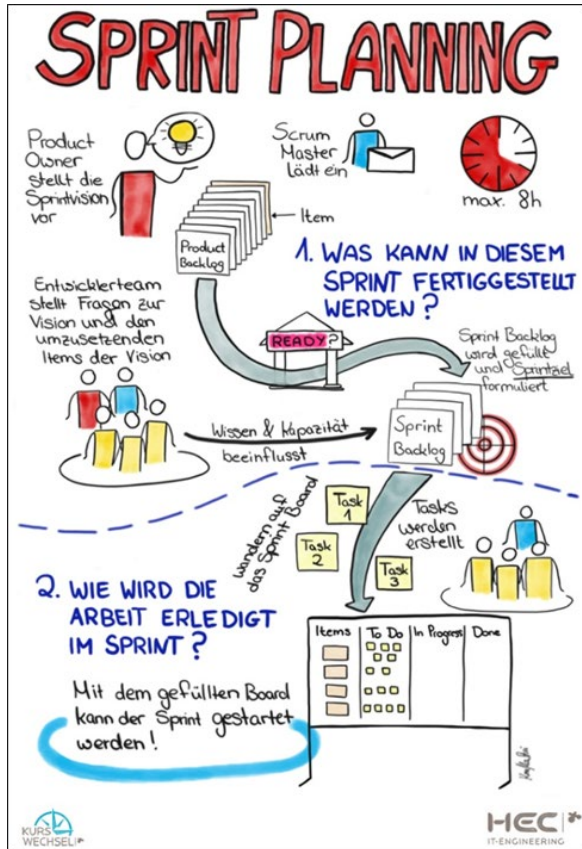 SPRINT PLANNING
Product
Owner
stellt die
Sprintvision
vor
Scrum
Master
lädt ein
max. 8h
Item
Product
Backlog
1. WAS KANN IN DIESEM
SPRINT FERTIGGESTELLT
WERDEN?
Entwicklerteam
stellt Fragen zur
Vision und den
umzusetzenden
Items der Vision
READY?
Sprint Backlog
wird gefüllt
und Sprintziel
formuliert
Wissen & Kapazität
beeinflusst
Sprint
Backlog
wandern auf
das Sprint Board
Task
1
Task
2
Task
3
Tasks
werden
erstellt
2. WIE WIRD DIE
ARBEIT ERLEDIGT
IM SPRINT?
Items To Do In Progress Done
Mit dem gefüllten Board
kann der Sprint gestartet
werden!
KURS
WECHSEL
HEC
IT-ENGINEERING